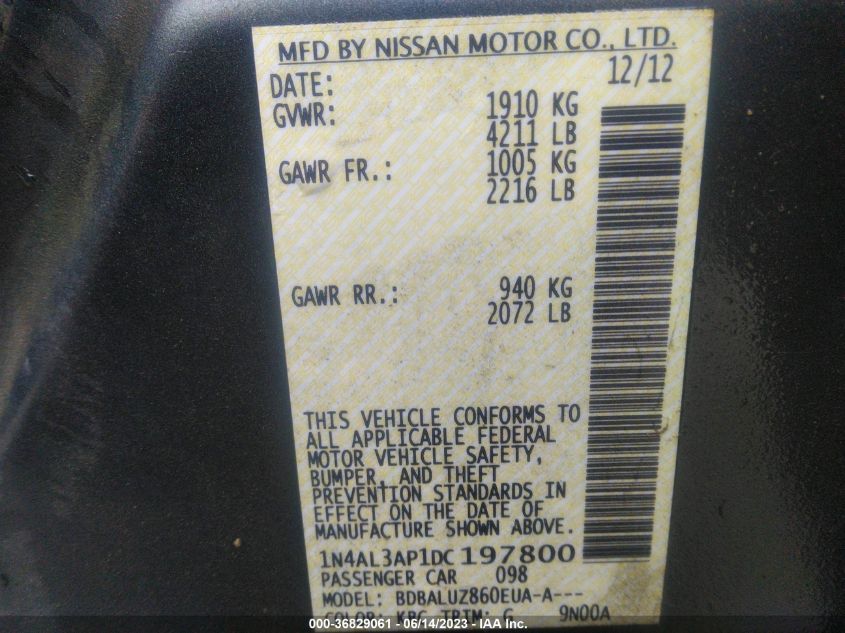 MFD BY NISSAN MOTOR CO., LTD.
DATE: 12/12
GVWR: 1910 KG
4211 LB
GAWR FR.: 1005 KG
2216 LB
GAWR RR.: 940 KG
2072 LB
THIS VEHICLE CONFORMS TO
ALL APPLICABLE FEDERAL
MOTOR VEHICLE SAFETY,
BUMPER, AND THEFT
PREVENTION STANDARDS IN
EFFECT ON THE DATE OF
MANUFACTURE SHOWN ABOVE.
1N4AL3AP1DC197800
PASSENGER CAR 098
MODEL: BDBALUZ860EUA-A---
COLOR: KBG TRIM: G 9N00A
000-36829061 - 06/14/2023 - IAA Inc.